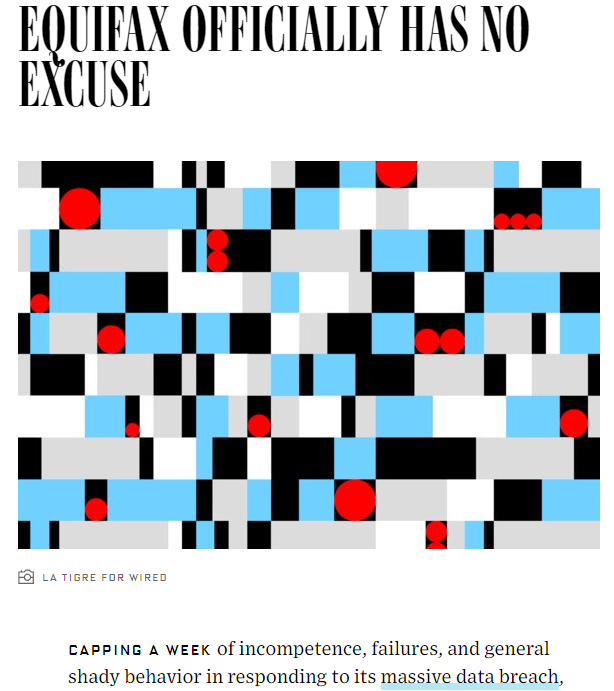 EQUIFAX OFFICIALLY HAS NO
EXCUSE
LA TIGRE FOR WIRED
CAPPING A WEEK of incompetence, failures, and general
shady behavior in responding to its massive data breach,